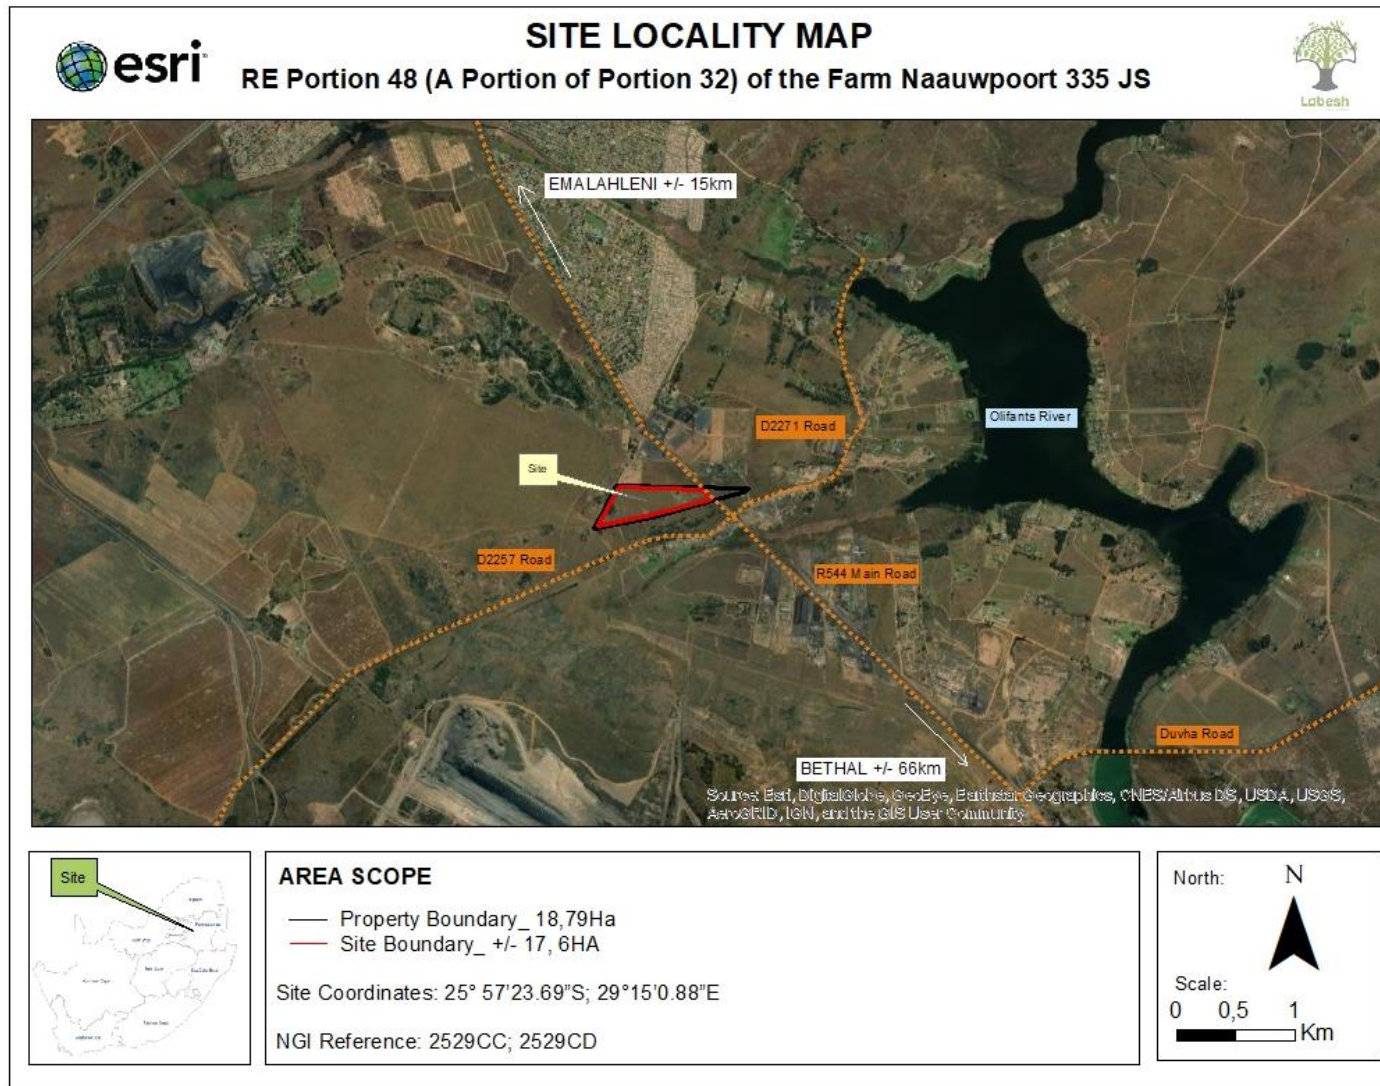 SITE LOCALITY MAP
esri
RE Portion 48 (A Portion of Portion 32) of the Farm Naauwpoort 335 JS
Lobesh
EMALAHLENI +/- 15km
D2271 Road
Olifants River
Site
D2257 Road
R544 Main Road
Duvha Road
BETHAL +/- 66km
Source: Esri, DigitalGlobe, GeoEye, Earthstar Geographics, CNES/Airbus DS, USDA, USGS,
AeroGRID, IGN, and the GIS User Community
Site
AREA SCOPE
Property Boundary_ 18,79Ha
Site Boundary_ +/- 17, 6HA
Site Coordinates: 25° 57'23.69"S; 29°15'0.88"E
NGI Reference: 2529CC; 2529CD
North:
N
Scale:
0 0,5 1
Km